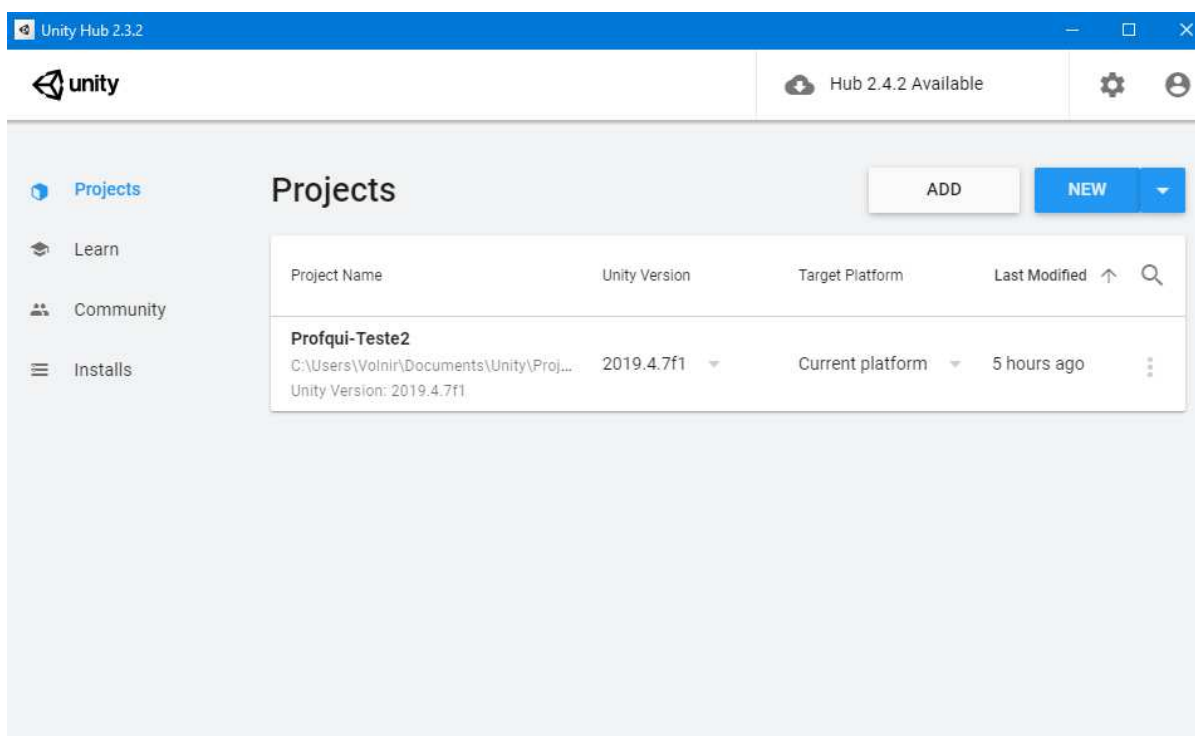 Unity Hub 2.3.2
unity
Hub 2.4.2 Available
Projects
Learn
Community
Installs
Projects
ADD
NEW
Project Name Unity Version Target Platform Last Modified
Profqui-Teste2
C:\Users\Volnir\Documents\Unity\Proj... 2019.4.7f1 Current platform 5 hours ago
Unity Version: 2019.4.7f1